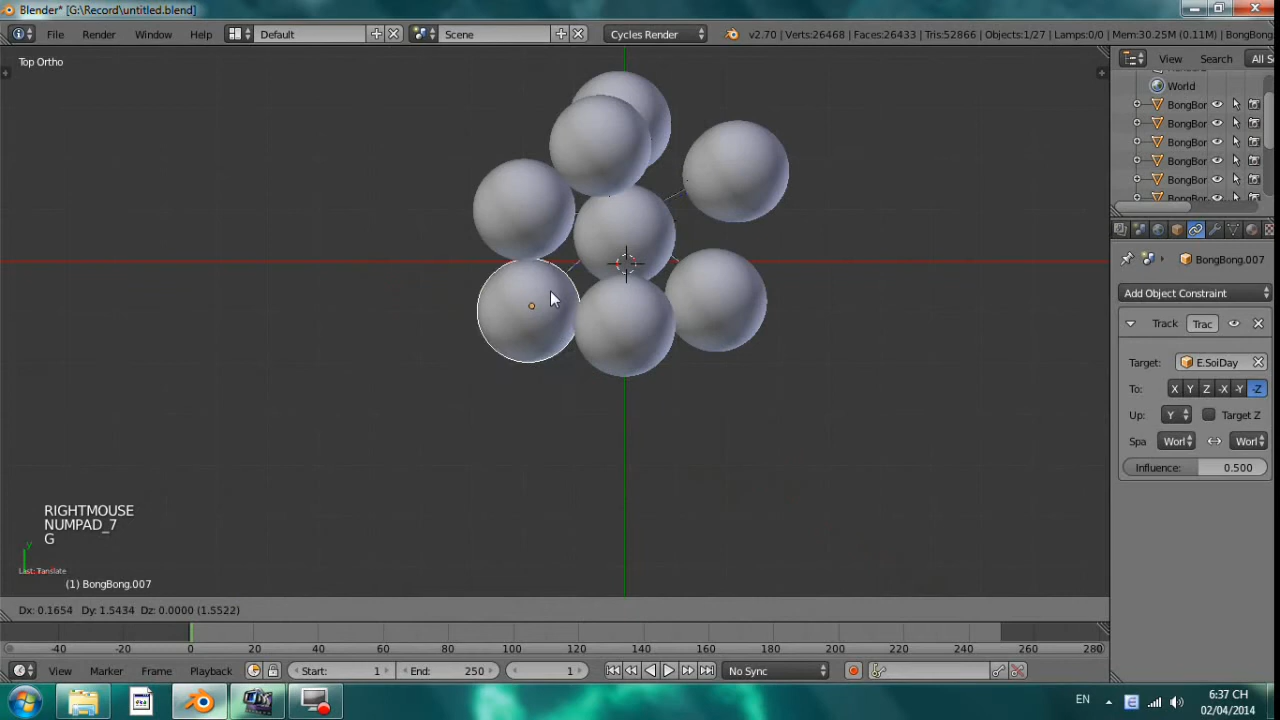 Blender* [G:\Record\untitled.blend]
File Render Window Help Default Scene Cycles Render v2.70 | Verts:26468 | Faces:26433 | Tris:52866 | Objects:1/27 | Lamps:0/0 | Mem:30.25M (0.11M) | BongBong
Top Ortho
View Search All S
World
BongBor
BongBor
BongBor
BongBor
BongBor
BongBor
BongBong.007
Add Object Constraint
Track Trac
Target: E.SoiDay
To: X Y Z -X -Y -Z
Up: Y Target Z
Spa Worl Worl
Influence: 0.500
RIGHTMOUSE
NUMPAD_7
G
y
Last: Translate
(1) BongBong.007
Dx: 0.1654 Dy: 1.5434 Dz: 0.0000 (1.5522)
-40 -20 0 20 40 60 80 100 120 140 160 180 200 220 240 260 280
View Marker Frame Playback Start: 1 End: 250 1 No Sync
EN 6:37 CH
02/04/2014